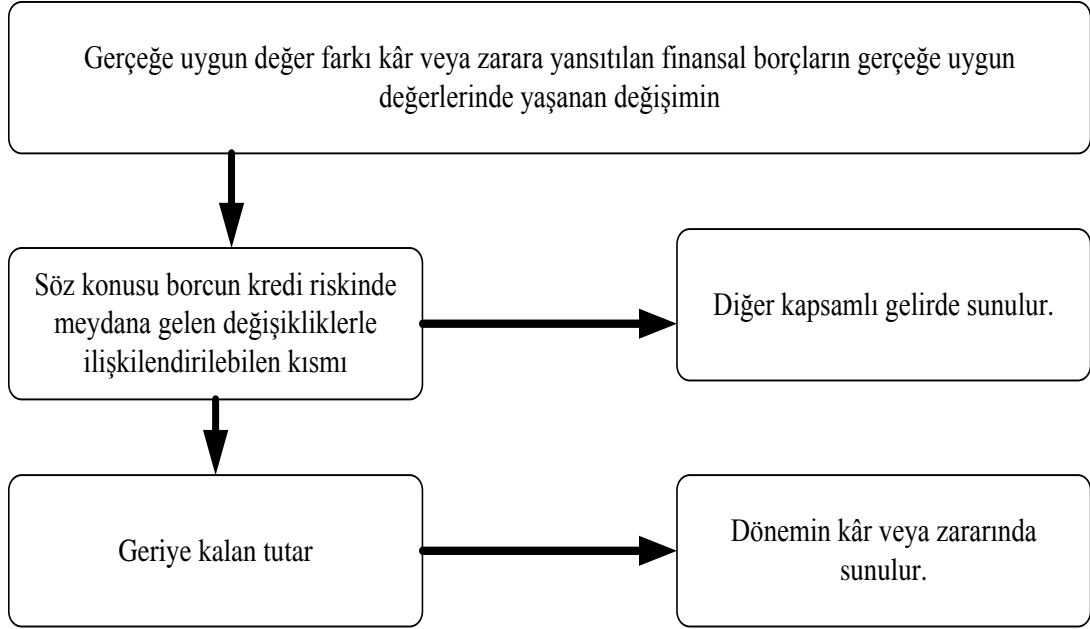 Gerçeğe uygun değer farkı kâr veya zarara yansıtılan finansal borçların gerçeğe uygun
değerlerinde yaşanan değişimin
Söz konusu borcun kredi riskinde
meydana gelen değişikliklerle
ilişkilendirilebilen kısmı
Diğer kapsamlı gelirde sunulur.
Geriye kalan tutar
Dönemin kâr veya zararında
sunulur.